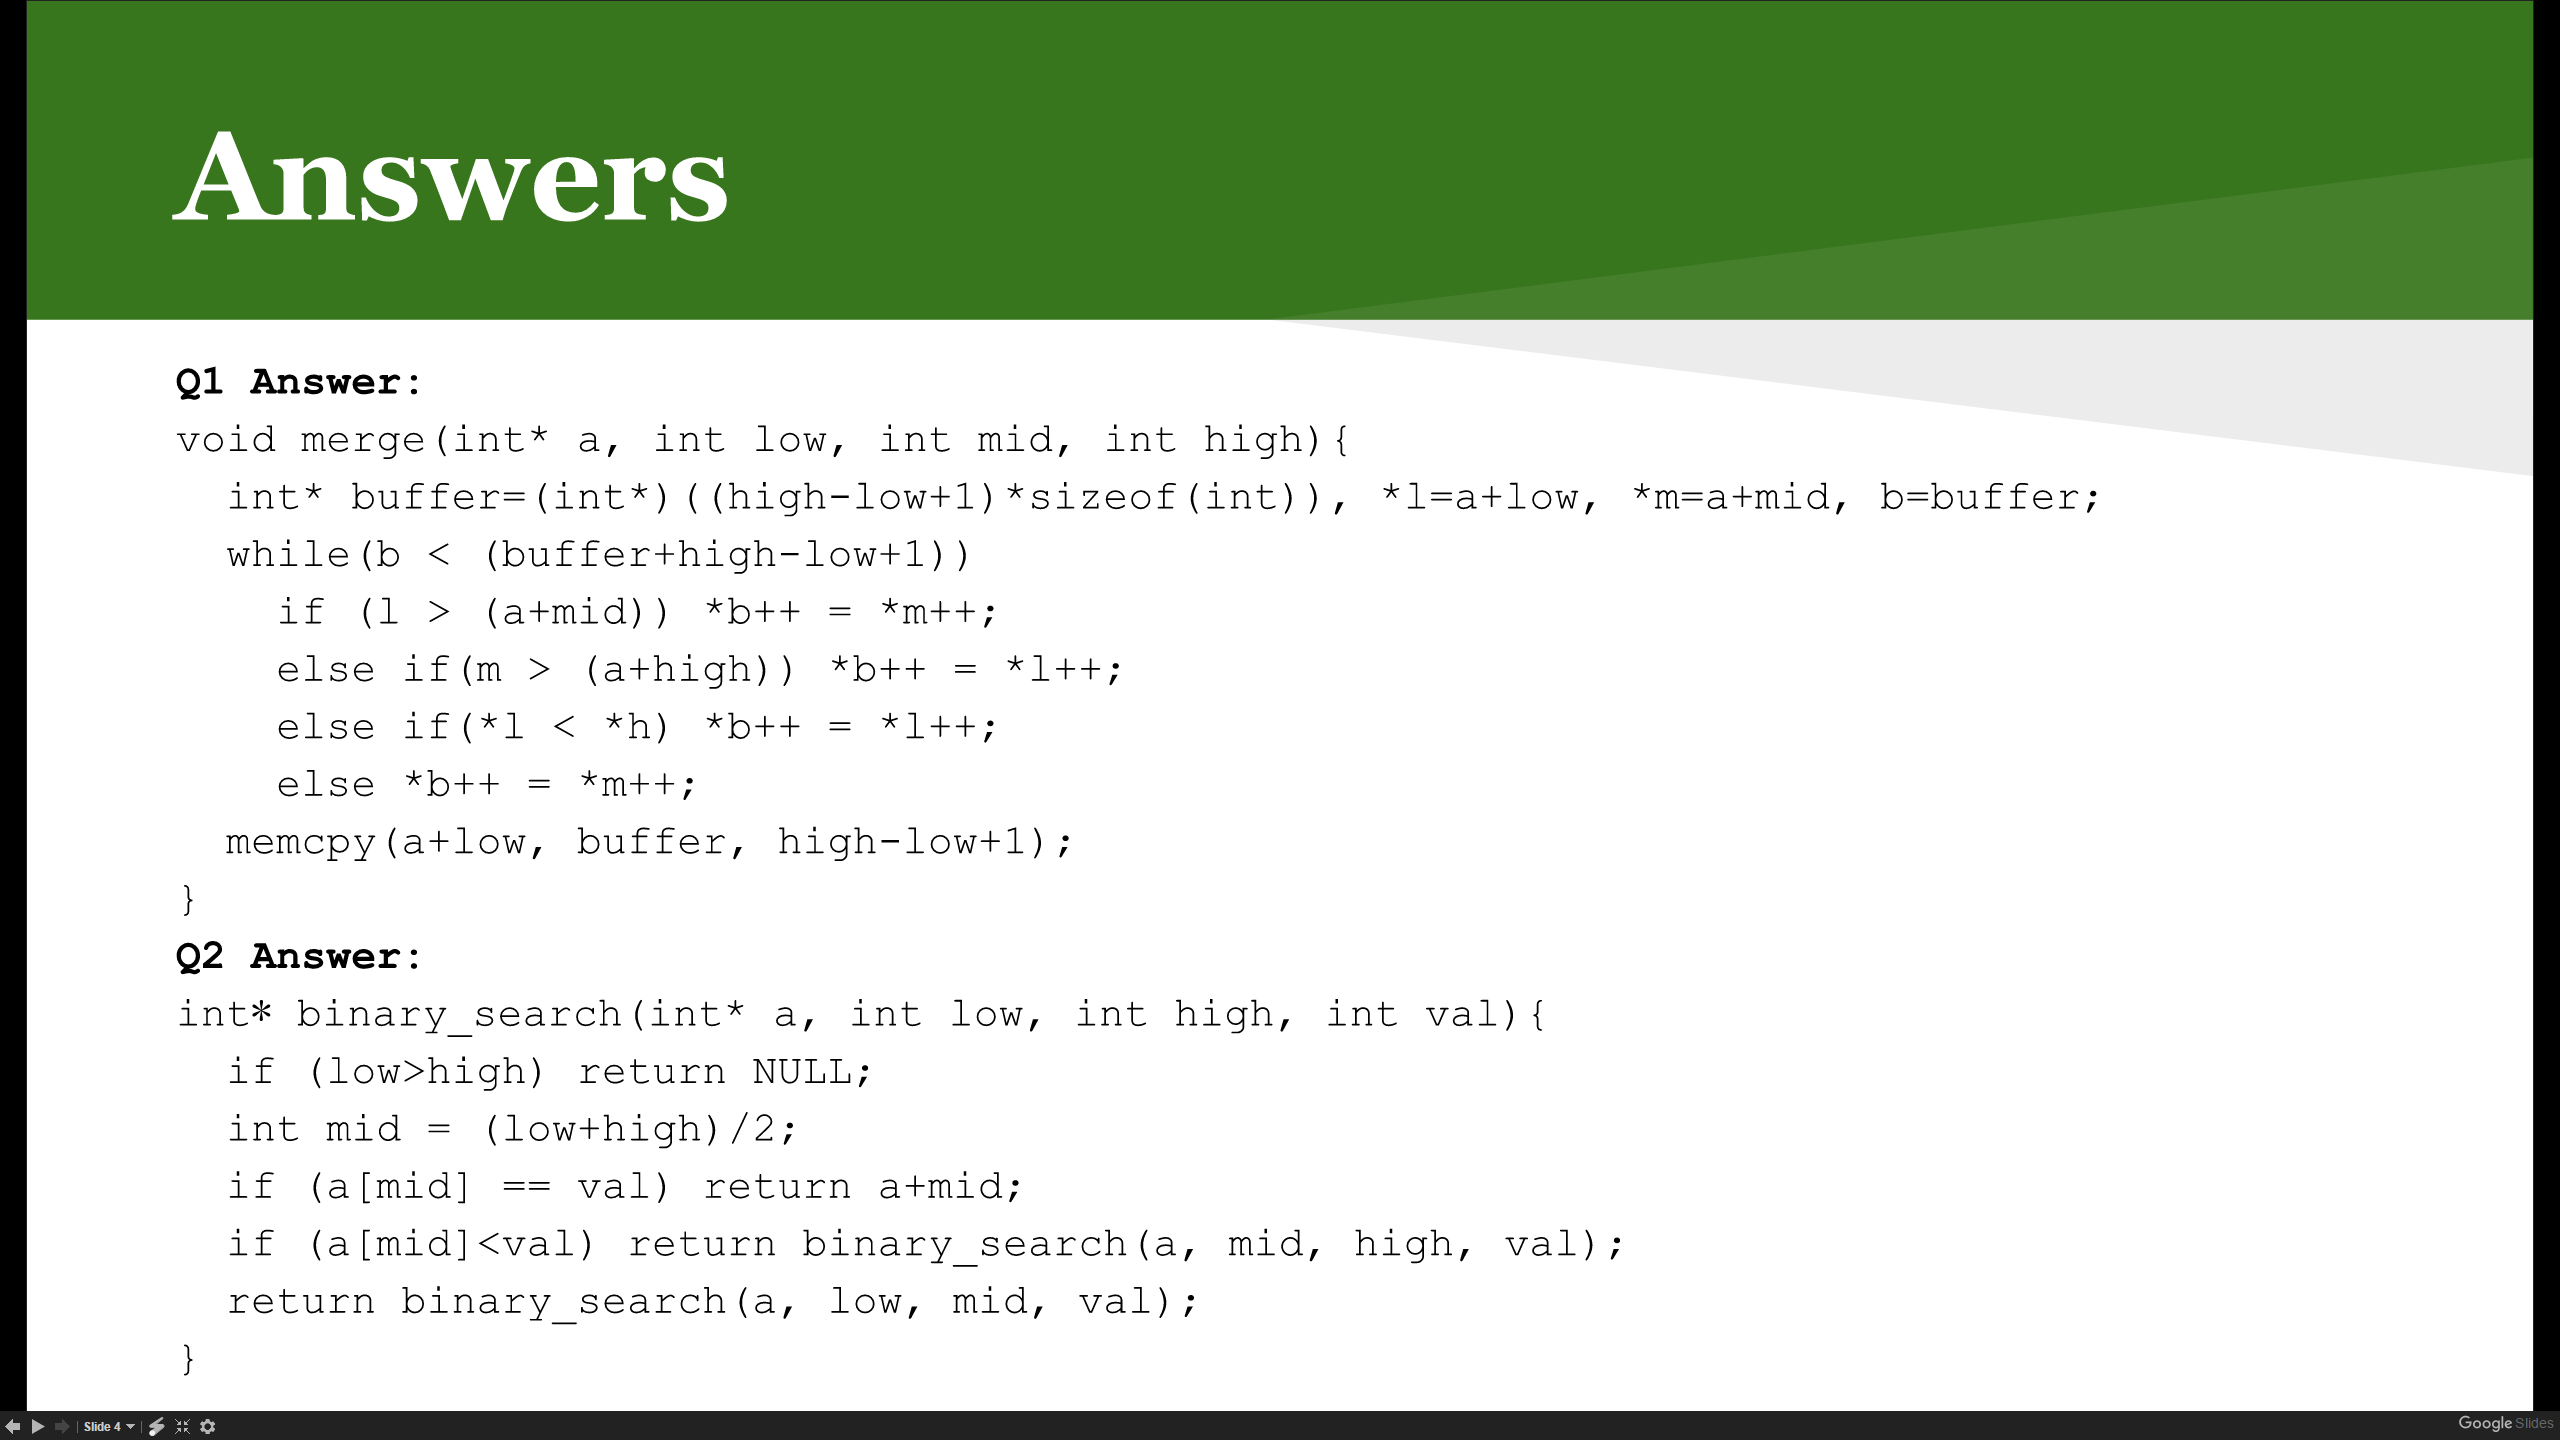 Answers
Q1 Answer:
void merge(int* a, int low, int mid, int high){
int* buffer=(int*)((high-low+1)*sizeof(int)), *l=a+low, *m=a+mid, b=buffer;
while(b < (buffer+high-low+1))
if (l > (a+mid)) *b++ = *m++;
else if(m > (a+high)) *b++ = *l++;
else if(*l < *h) *b++ = *l++;
else *b++ = *m++;
memcpy(a+low, buffer, high-low+1);
}
Q2 Answer:
int* binary_search(int* a, int low, int high, int val){
if (low>high) return NULL;
int mid = (low+high)/2;
if (a[mid] == val) return a+mid;
if (a[mid]<val) return binary_search(a, mid, high, val);
return binary_search(a, low, mid, val);
}
Slide 4
Google Slides